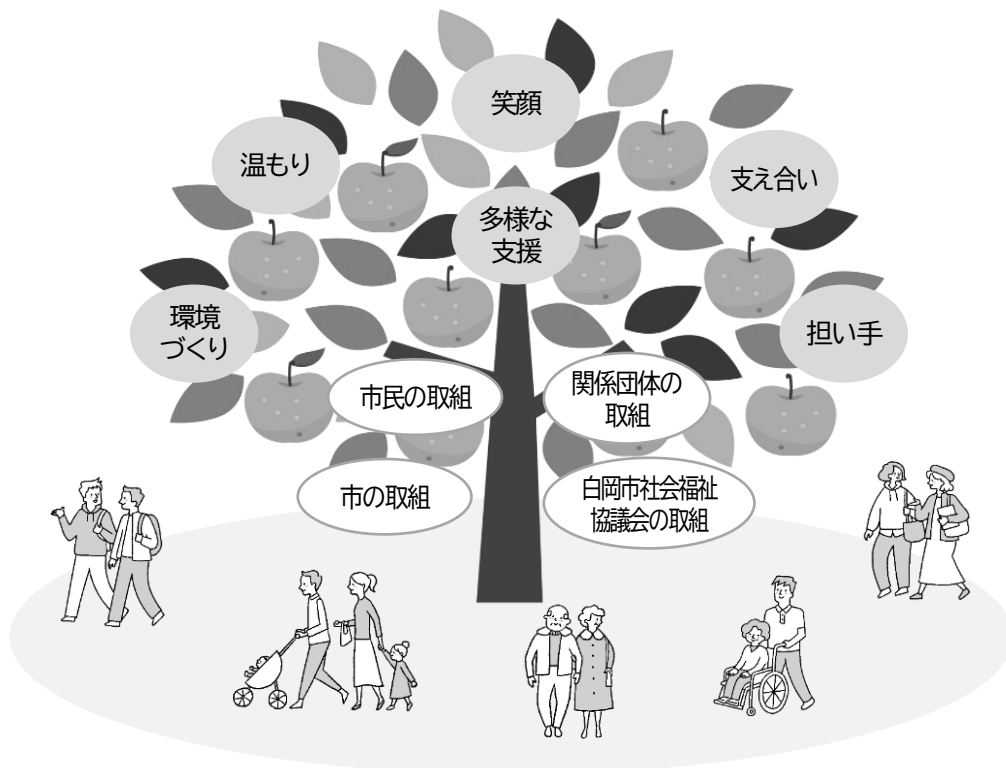 笑顔
温もり
支え合い
多様な
支援
環境
づくり
担い手
市民の取組
関係団体の
取組
市の取組
白岡市社会福祉
協議会の取組